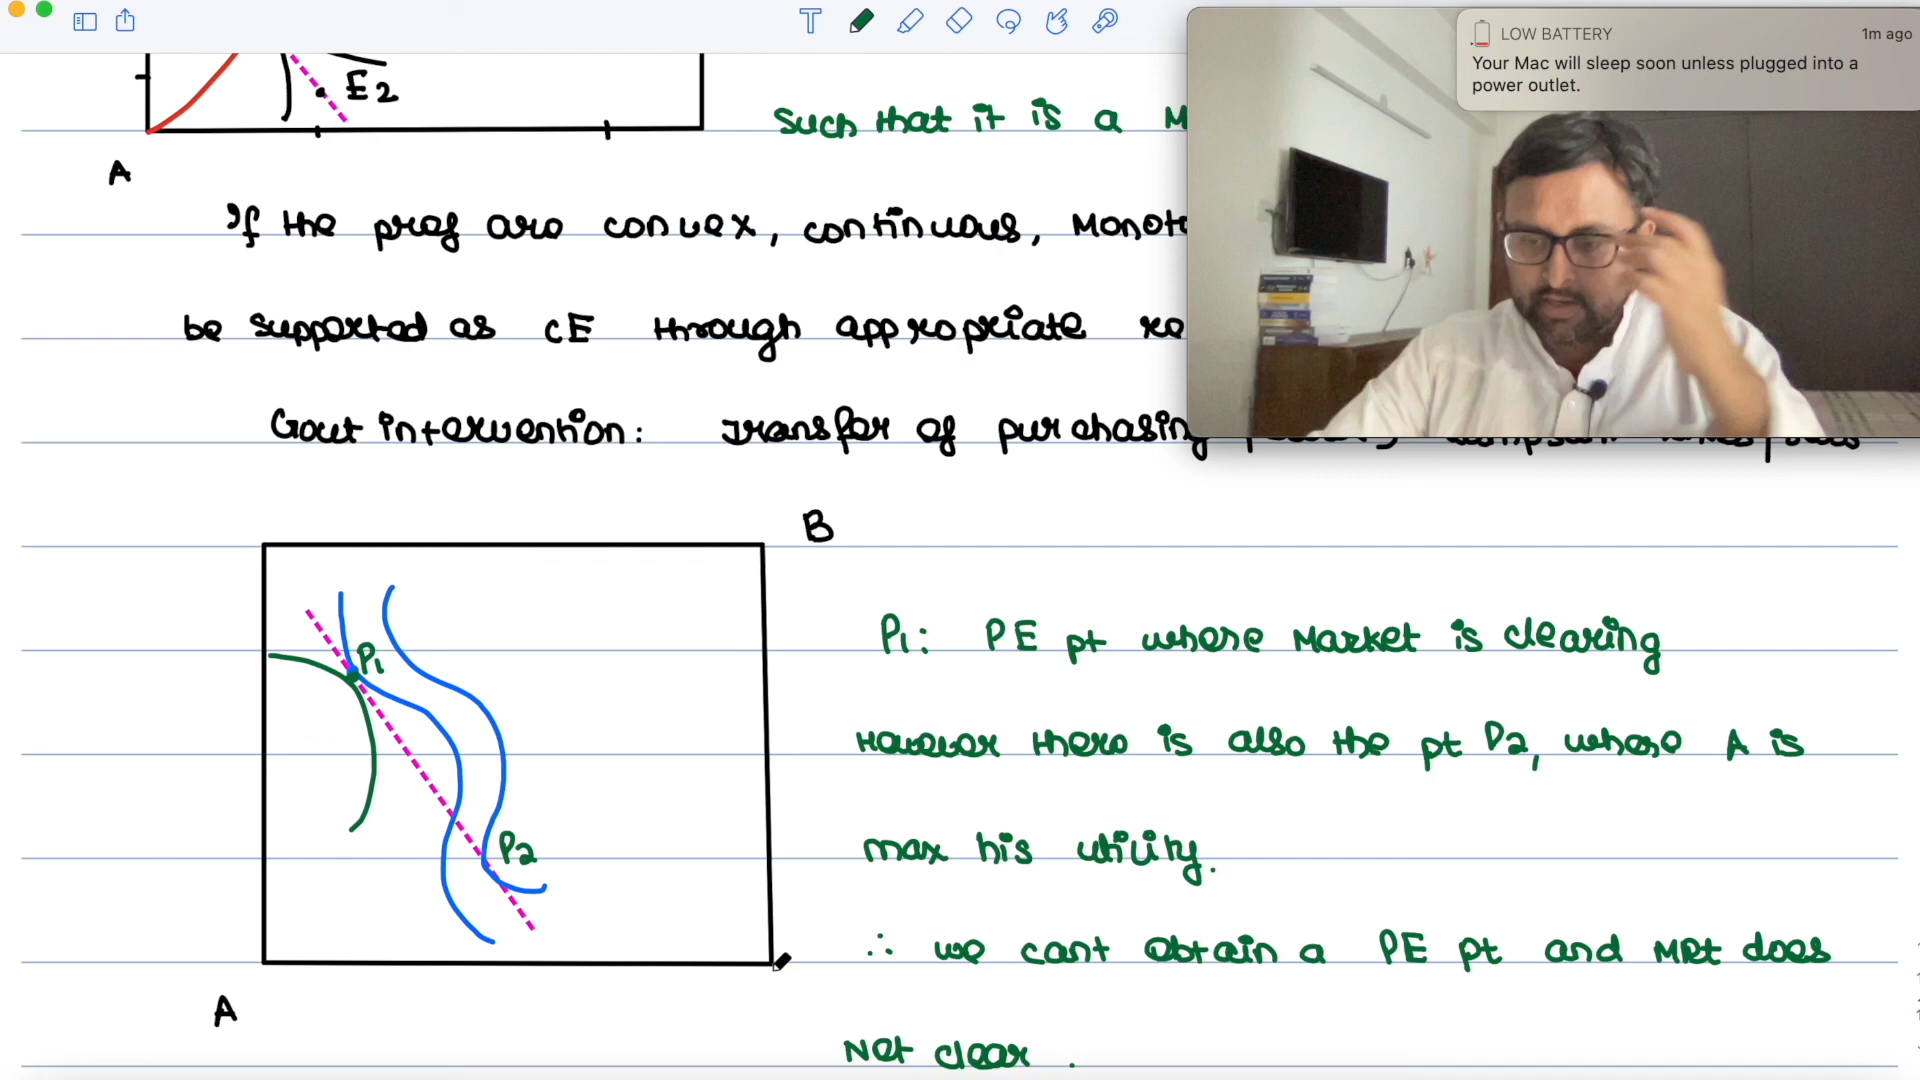 LOW BATTERY 1m ago
Your Mac will sleep soon unless plugged into a
power outlet.
E2
Such that it is a
A
If the pref are convex, continuous,
be supported as CE through appropriate
Govt intervention: Transfer of purchasing
B
P1
P2
A
P1: PE pt where Market is clearing
However there is also the pt P2, where A is
max his utility.
∴ we cant obtain a PE pt and MRt does
Not clear.